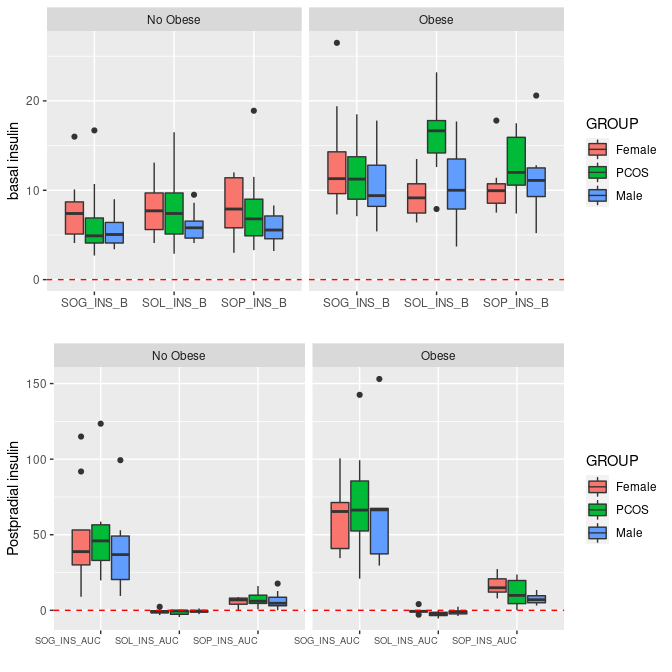 No Obese
Obese
basal insulin
20
10
0
SOG_INS_B
SOL_INS_B
SOP_INS_B
SOG_INS_B
SOL_INS_B
SOP_INS_B
GROUP
Female
PCOS
Male
No Obese
Obese
Postpradial insulin
150
100
50
0
SOG_INS_AUC
SOL_INS_AUC
SOP_INS_AUC
SOG_INS_AUC
SOL_INS_AUC
SOP_INS_AUC
GROUP
Female
PCOS
Male